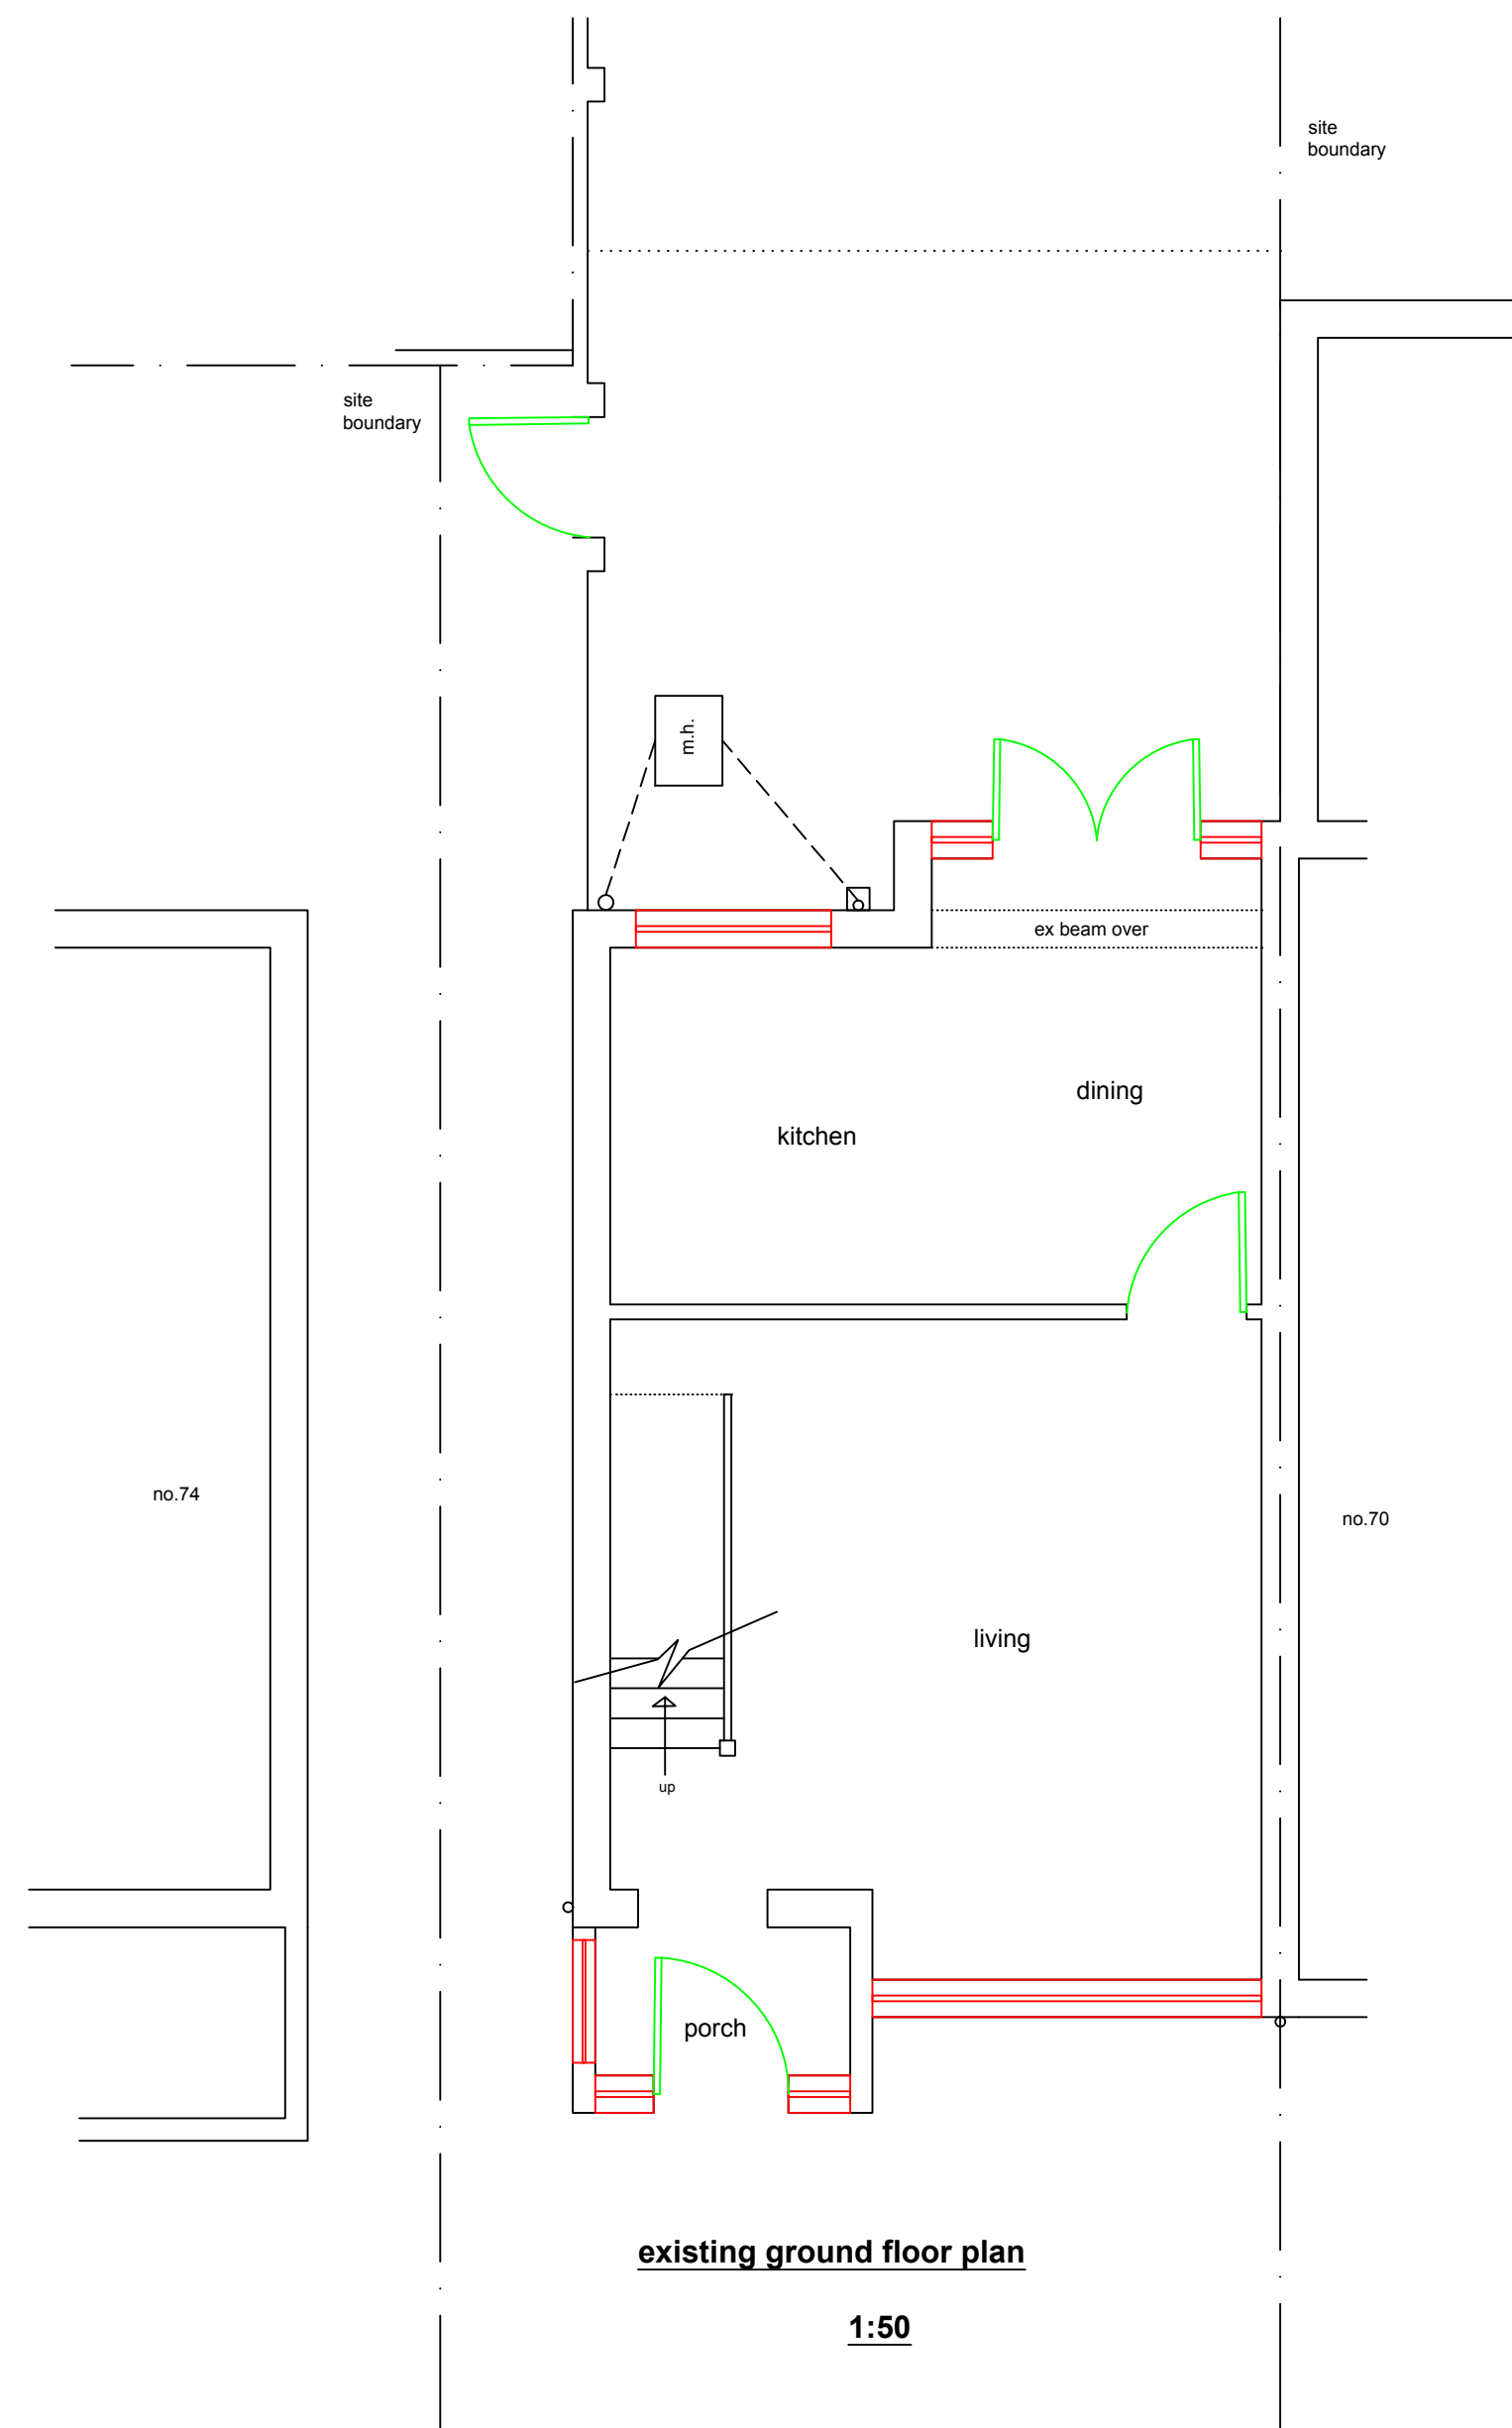 site
boundary
site
boundary
m.h.
ex beam over
dining
kitchen
no.74
no.70
living
up
porch
existing ground floor plan
1:50